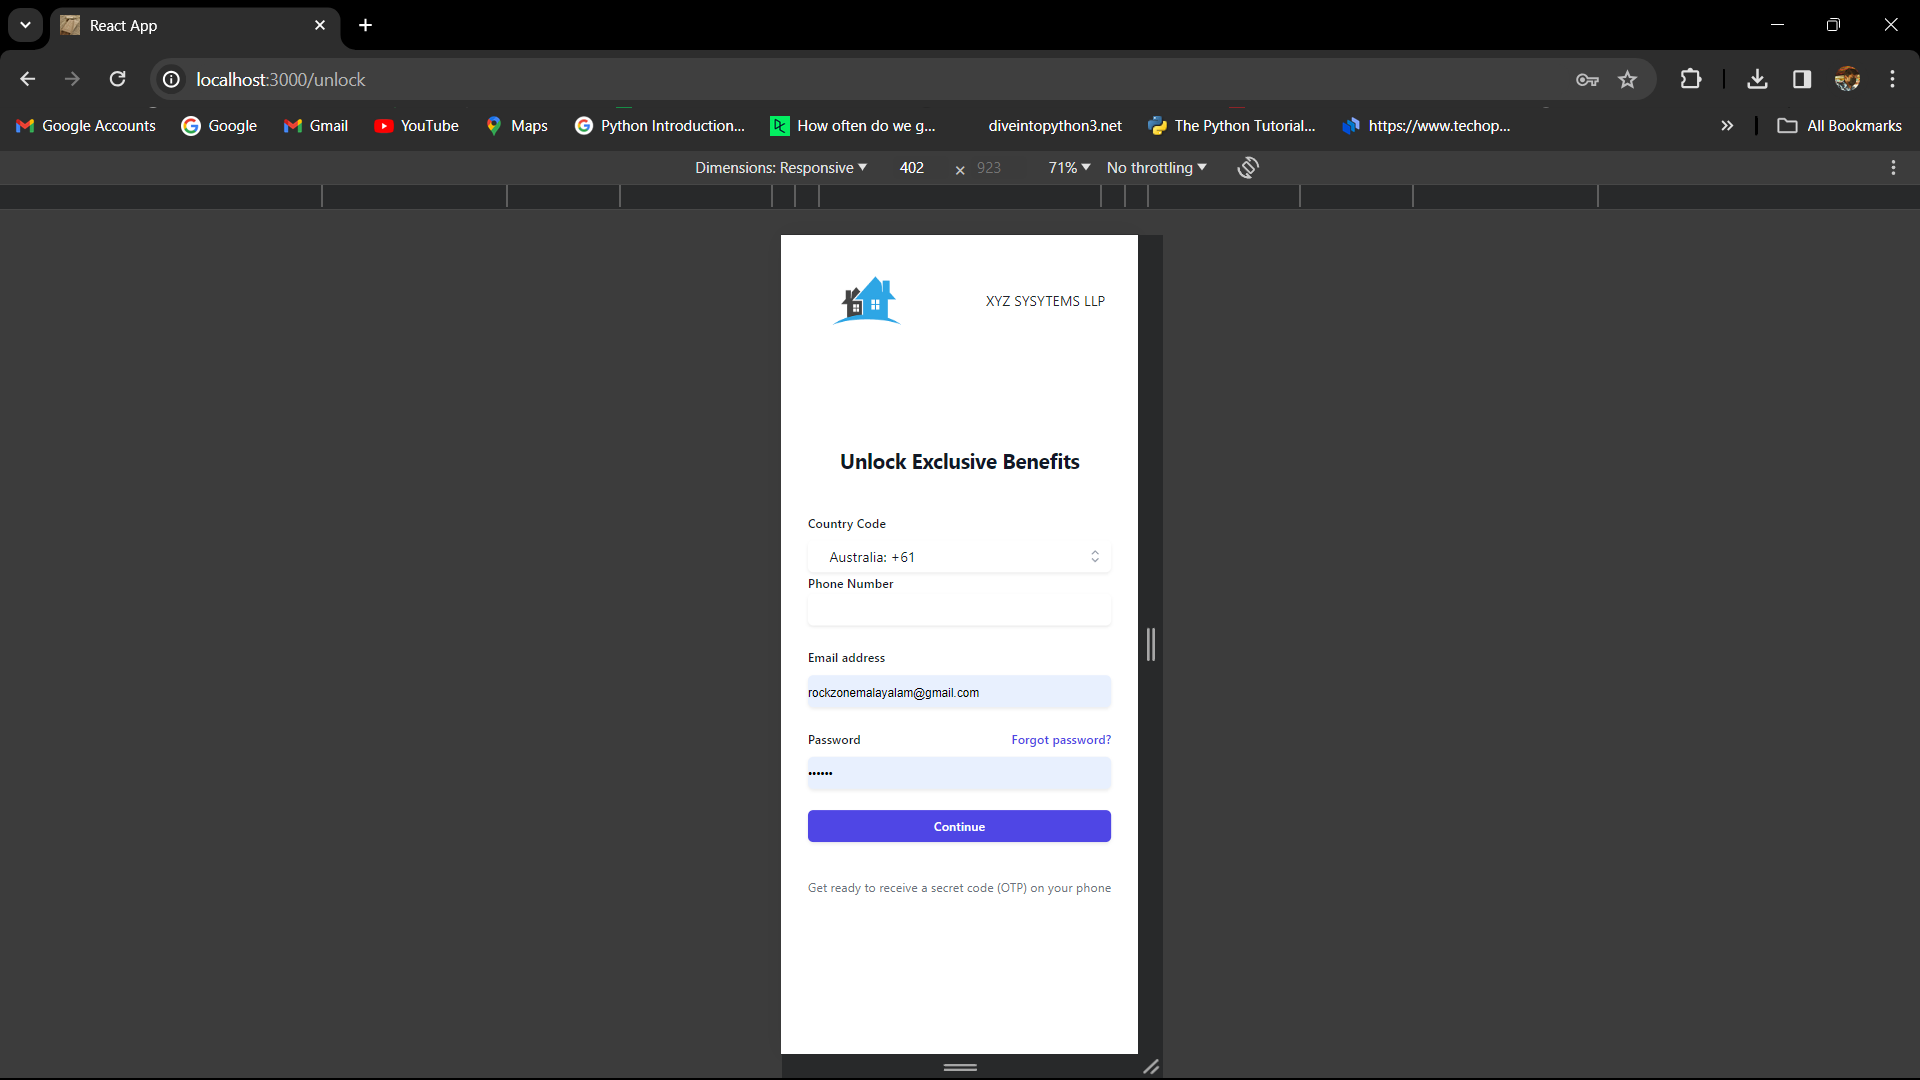 React App
localhost:3000/unlock
Google Accounts Google Gmail YouTube Maps Python Introduction... How often do we g... diveintopython3.net The Python Tutorial... https://www.techop... » All Bookmarks
Dimensions: Responsive 402 × 923 71% No throttling
XYZ SYSYTEMS LLP
Unlock Exclusive Benefits
Country Code
Australia: +61
Phone Number
Email address
rockzonemalayalam@gmail.com
Password Forgot password?
••••••
Continue
Get ready to receive a secret code (OTP) on your phone